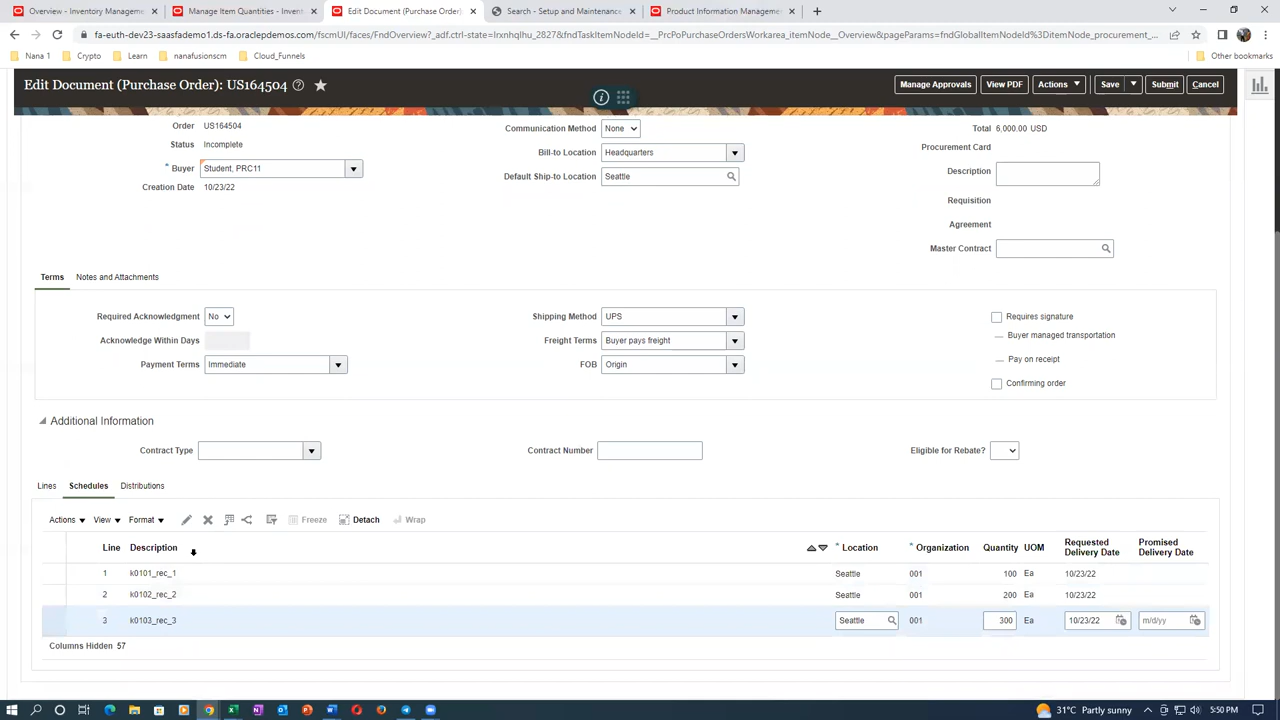 Overview - Inventory Management
Manage Item Quantities - Invent
Edit Document (Purchase Order)
Search - Setup and Maintenance
Product Information Managemen
fa-euth-dev23-saasfademo1.ds-fa.oraclepdemos.com/fscmUI/faces/FndOverview?_adf.ctrl-state=lrxnhqlhu_2827&fndTaskItemNodeId=__PrcPoPurchaseOrdersWorkarea_itemNode__Overview&pageParams=fndGlobalItemNodeId%3DitemNode_procurement_...
Nana 1
Crypto
Learn
nanafusionscm
Cloud_Funnels
Other bookmarks
Edit Document (Purchase Order): US164504
Manage Approvals
View PDF
Actions
Save
Submit
Cancel
Order US164504
Communication Method None
Total 6,000.00 USD
Status Incomplete
Procurement Card
Bill-to Location Headquarters
* Buyer Student, PRC11
Description
Default Ship-to Location Seattle
Creation Date 10/23/22
Requisition
Agreement
Master Contract
Terms
Notes and Attachments
Required Acknowledgment No
Shipping Method UPS
Requires signature
Acknowledge Within Days
Freight Terms Buyer pays freight
Buyer managed transportation
Payment Terms Immediate
FOB Origin
Pay on receipt
Confirming order
Additional Information
Contract Type
Contract Number
Eligible for Rebate?
Lines
Schedules
Distributions
Actions
View
Format
Freeze
Detach
Wrap
Line
Description
* Location
* Organization
Quantity
UOM
Requested Delivery Date
Promised Delivery Date
1 k0101_rec_1 Seattle 001 100 Ea 10/23/22
2 k0102_rec_2 Seattle 001 200 Ea 10/23/22
3 k0103_rec_3 Seattle 001 300 Ea 10/23/22 m/d/yy
Columns Hidden 57
31°C Partly sunny
5:50 PM